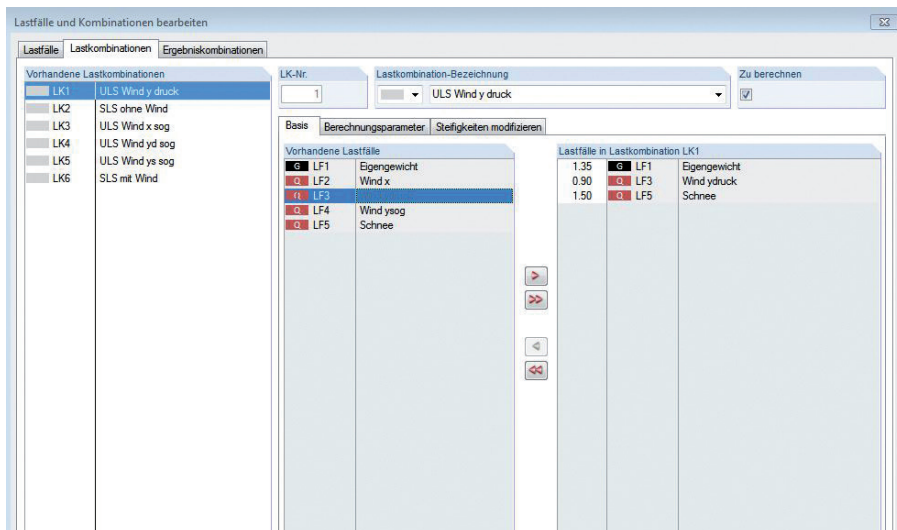 Lastfälle und Kombinationen bearbeiten
Lastfälle Lastkombinationen Ergebniskombinationen
Vorhandene Lastkombinationen
LK1 ULS Wind y druck
LK2 SLS ohne Wind
LK3 ULS Wind x sog
LK4 ULS Wind yd sog
LK5 ULS Wind ys sog
LK6 SLS mit Wind
LK-Nr.
1
Lastkombination-Bezeichnung
ULS Wind y druck
Zu berechnen
Basis Berechnungsparameter Steifigkeiten modifizieren
Vorhandene Lastfälle
G LF1 Eigengewicht
Q LF2 Wind x
Q LF3
Q LF4 Wind ysog
Q LF5 Schnee
>
>>
<
<<
Lastfälle in Lastkombination LK1
1.35 G LF1 Eigengewicht
0.90 Q LF3 Wind ydruck
1.50 Q LF5 Schnee